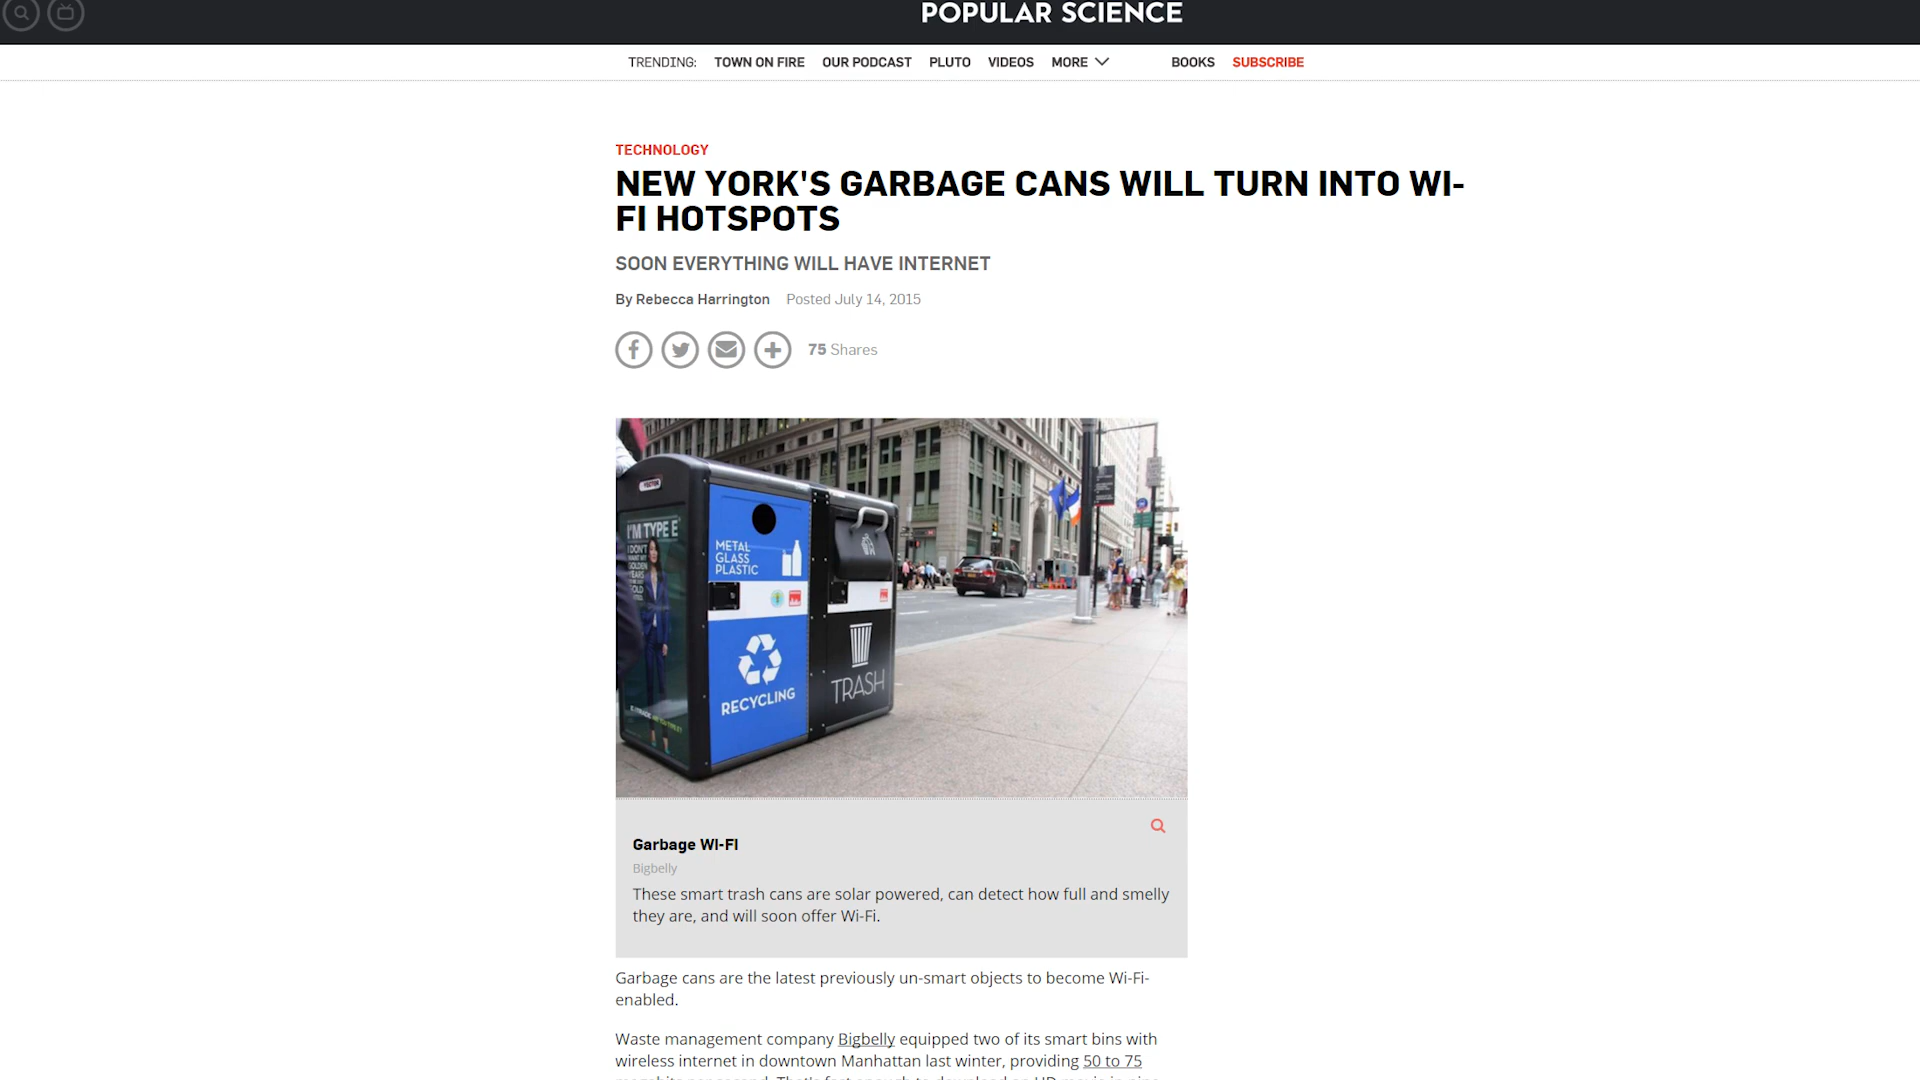 POPULAR SCIENCE
TRENDING: TOWN ON FIRE OUR PODCAST PLUTO VIDEOS MORE BOOKS SUBSCRIBE
TECHNOLOGY
NEW YORK'S GARBAGE CANS WILL TURN INTO WI-
FI HOTSPOTS
SOON EVERYTHING WILL HAVE INTERNET
By Rebecca Harrington Posted July 14, 2015
75 Shares
I'M TYPE E
I DON'T
METAL
GLASS
PLASTIC
RECYCLING
TRASH
Garbage Wi-Fi
Bigbelly
These smart trash cans are solar powered, can detect how full and smelly
they are, and will soon offer Wi-Fi.
Garbage cans are the latest previously un-smart objects to become Wi-Fi-
enabled.
Waste management company Bigbelly equipped two of its smart bins with
wireless internet in downtown Manhattan last winter, providing 50 to 75